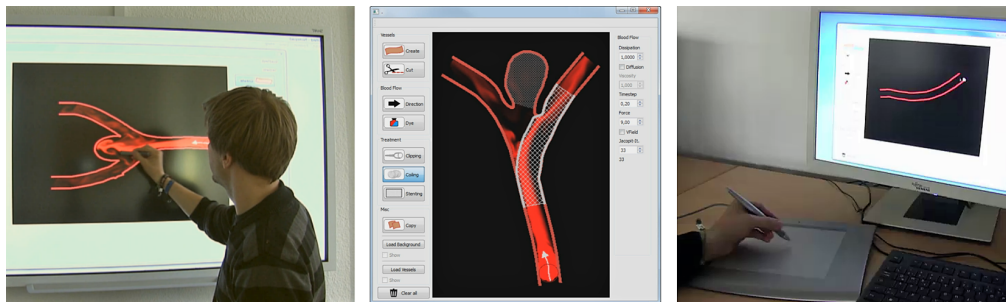 Vessels
Create
Cut
Blood Flow
Direction
Dye
Treatment
Clipping
Coiling
Stenting
Misc
Copy
Load Background
Show
Load Vessels
Show
Clear all
Blood Flow
Dissipation
1,0000
Diffusion
Viscosity
1,000
Timestep
0,20
Force
9,00
VField
Jacopi-It.
33
23